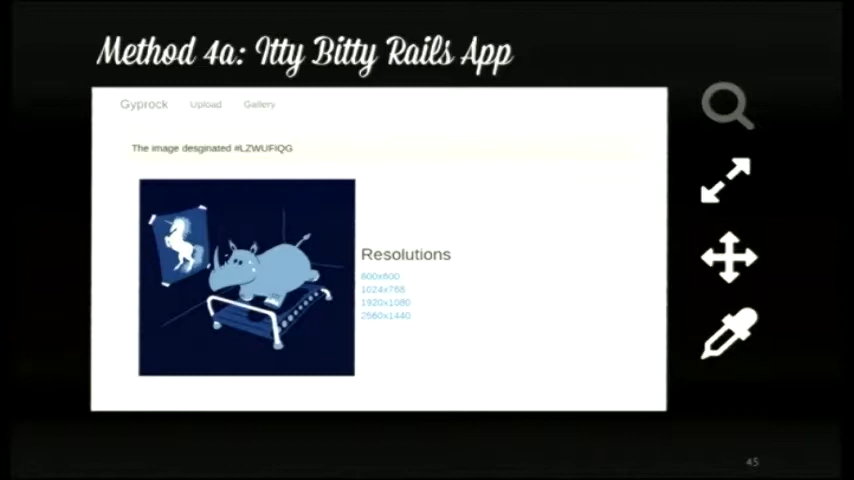 Method 4a: Itty Bitty Rails App
Gyprock Upload Gallery
The image desginated #LZWUFIQG
Resolutions
800x600
1024x768
1920x1080
2560x1440
45